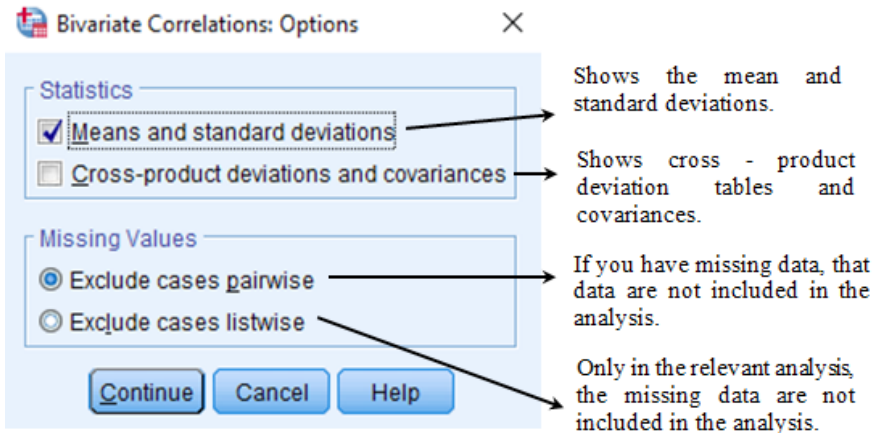 Bivariate Correlations: Options
Statistics
Means and standard deviations
Cross-product deviations and covariances
Missing Values
Exclude cases pairwise
Exclude cases listwise
Continue Cancel Help
Shows the mean and
standard deviations.
Shows cross - product
deviation tables and
covariances.
If you have missing data, that
data are not included in the
analysis.
Only in the relevant analysis,
the missing data are not
included in the analysis.